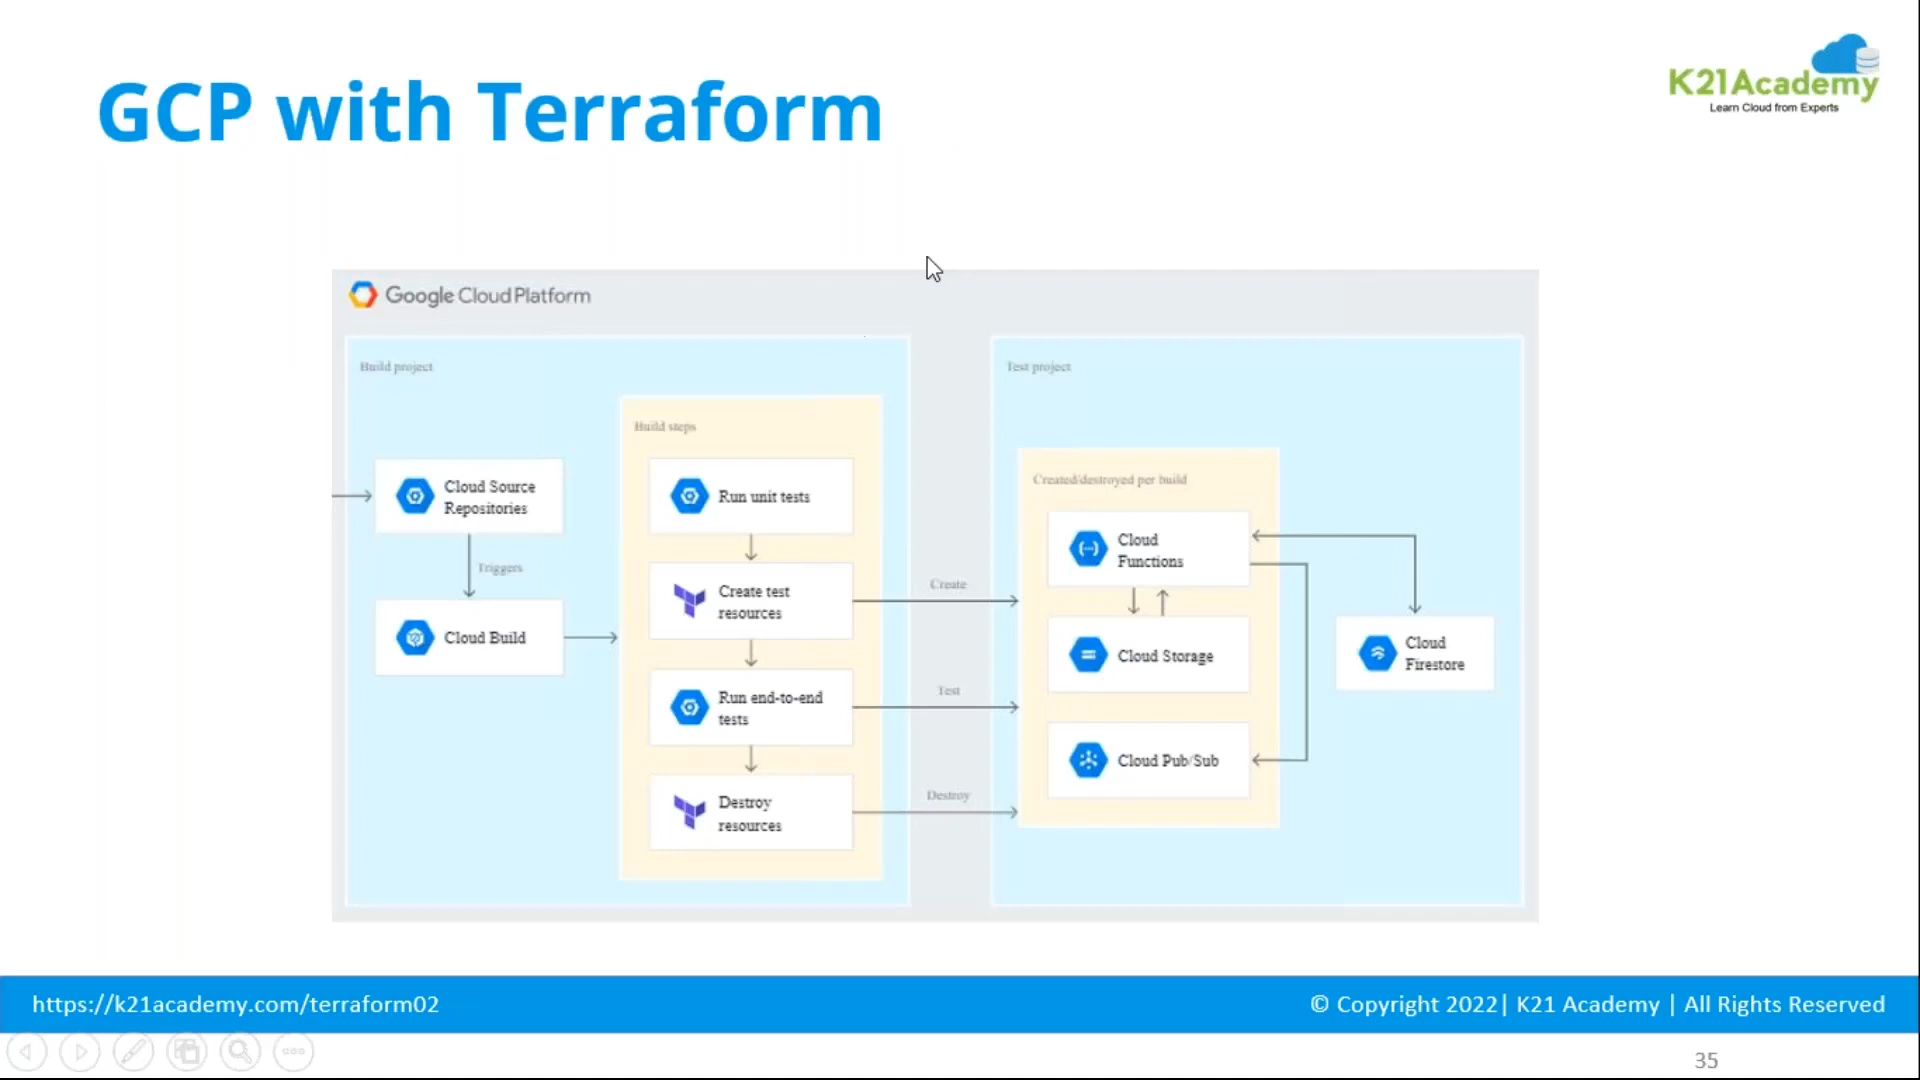 GCP with Terraform
K21Academy
Learn Cloud from Experts
Google Cloud Platform
Build project
Cloud Source
Repositories
Triggers
Cloud Build
Build steps
Run unit tests
Create test
resources
Run end-to-end
tests
Destroy
resources
Create
Test
Destroy
Test project
Created/destroyed per build
Cloud
Functions
Cloud Storage
Cloud Pub/Sub
Cloud
Firestore
https://k21academy.com/terraform02
© Copyright 2022| K21 Academy | All Rights Reserved
35